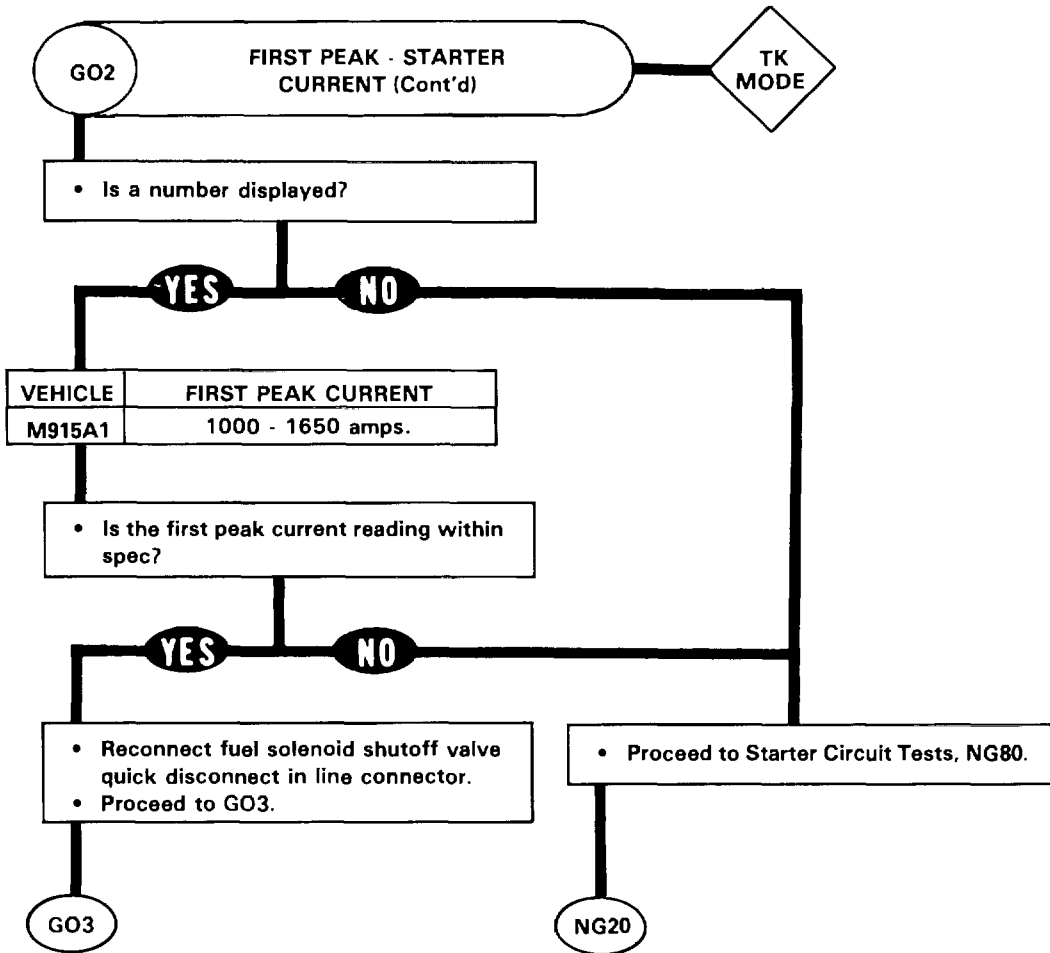 GO2
FIRST PEAK - STARTER
CURRENT (Cont'd)
TK
MODE
• Is a number displayed?
YES
NO
VEHICLE
FIRST PEAK CURRENT
M915A1
1000 - 1650 amps.
• Is the first peak current reading within
spec?
YES
NO
• Reconnect fuel solenoid shutoff valve
quick disconnect in line connector.
• Proceed to GO3.
• Proceed to Starter Circuit Tests, NG80.
GO3
NG20